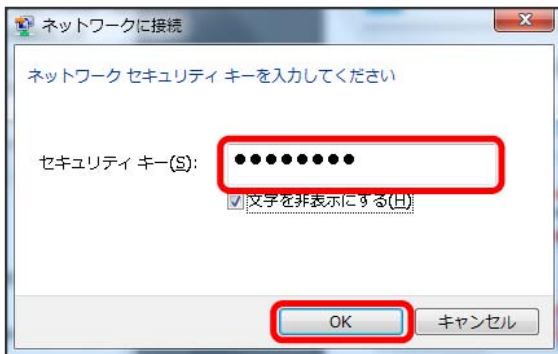 ネットワークに接続
ネットワーク セキュリティ キーを入力してください
セキュリティ キー(S):
●●●●●●●●
文字を非表示にする(H)
OK
キャンセル